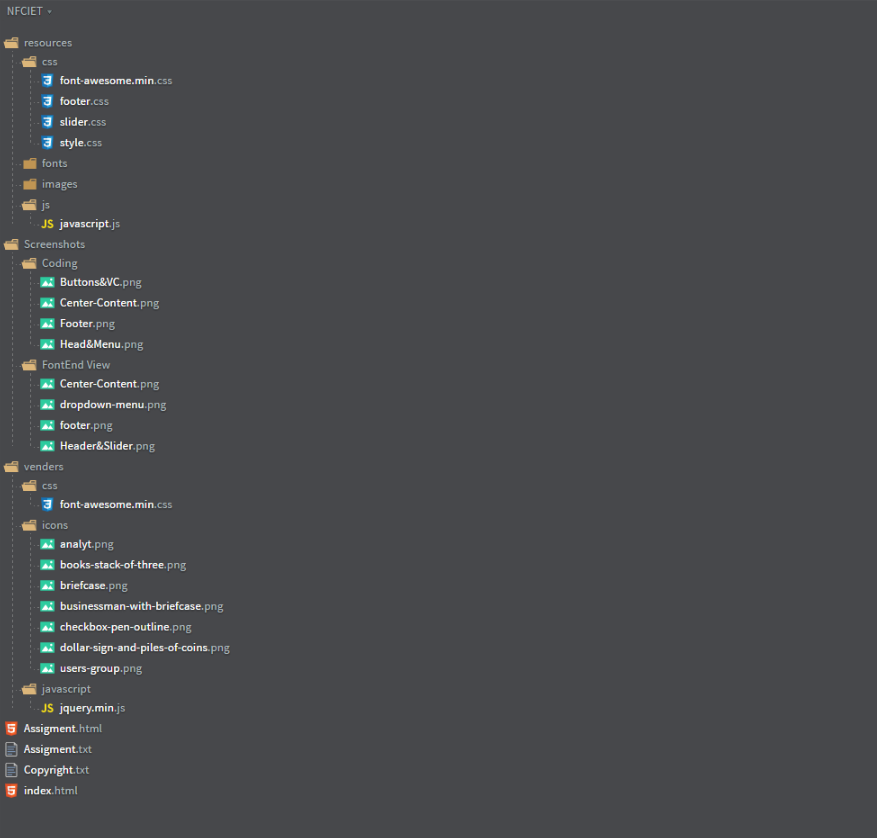 NFCIET
resources
css
font-awesome.min.css
footer.css
slider.css
style.css
fonts
images
js
JS javascript.js
Screenshots
Coding
Buttons&VC.png
Center-Content.png
Footer.png
Head&Menu.png
FontEnd View
Center-Content.png
dropdown-menu.png
footer.png
Header&Slider.png
venders
css
font-awesome.min.css
icons
analyt.png
books-stack-of-three.png
briefcase.png
businessman-with-briefcase.png
checkbox-pen-outline.png
dollar-sign-and-piles-of-coins.png
users-group.png
javascript
JS jquery.min.js
Assigment.html
Assigment.txt
Copyright.txt
index.html